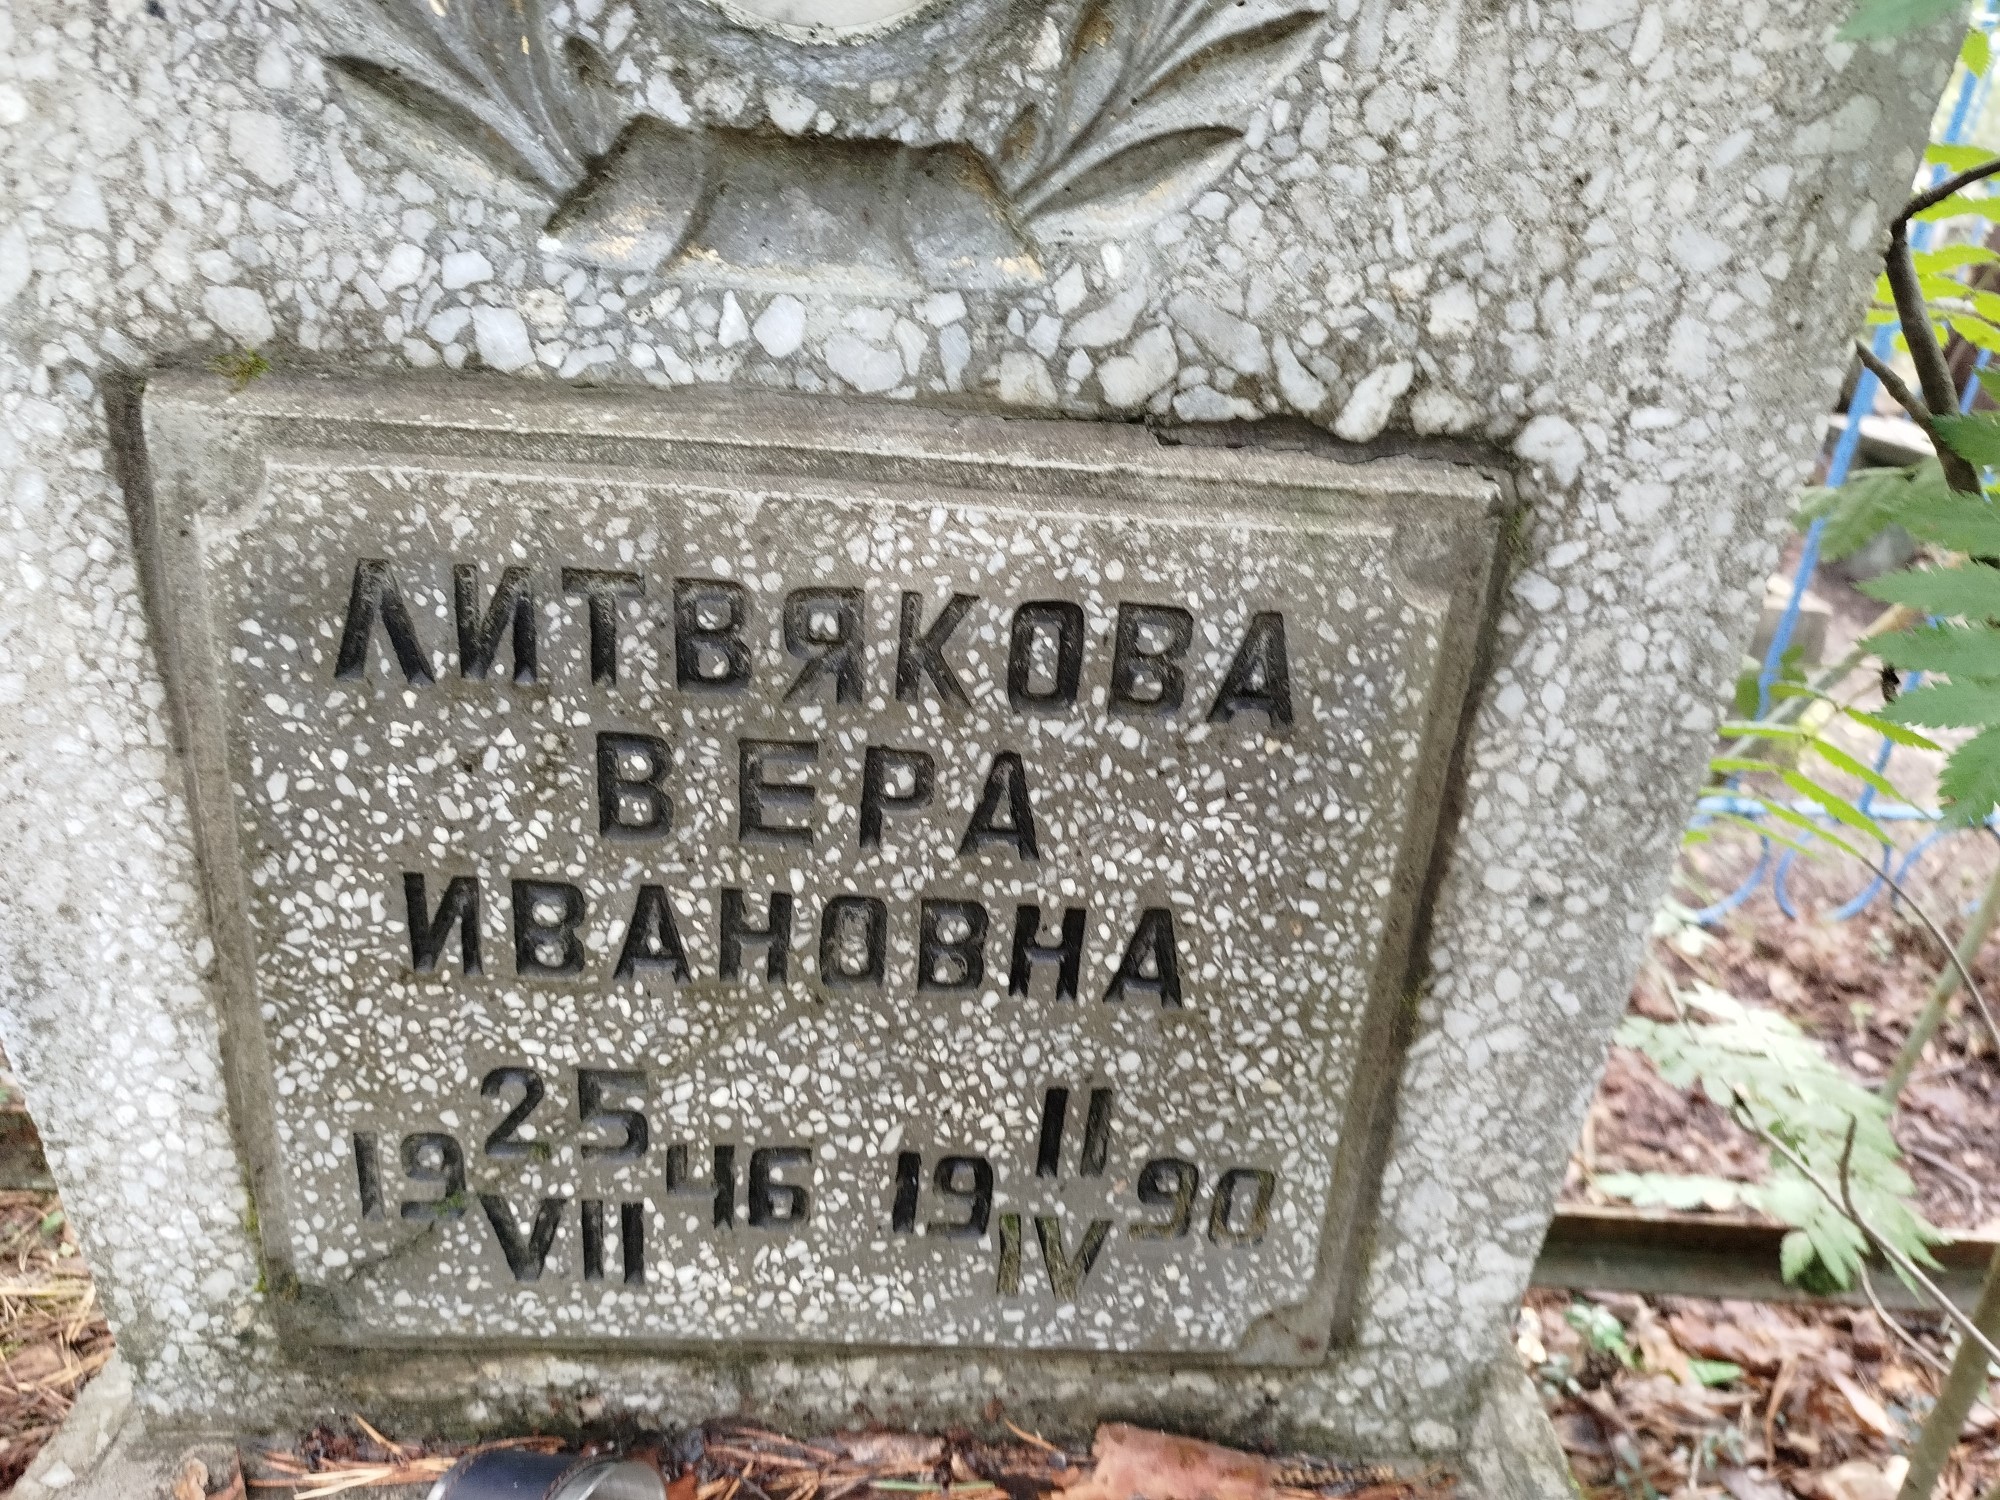 ЛИТВЯКОВА
ВЕРА
ИВАНОВНА
19 25 VII 46 19 11 IV 90